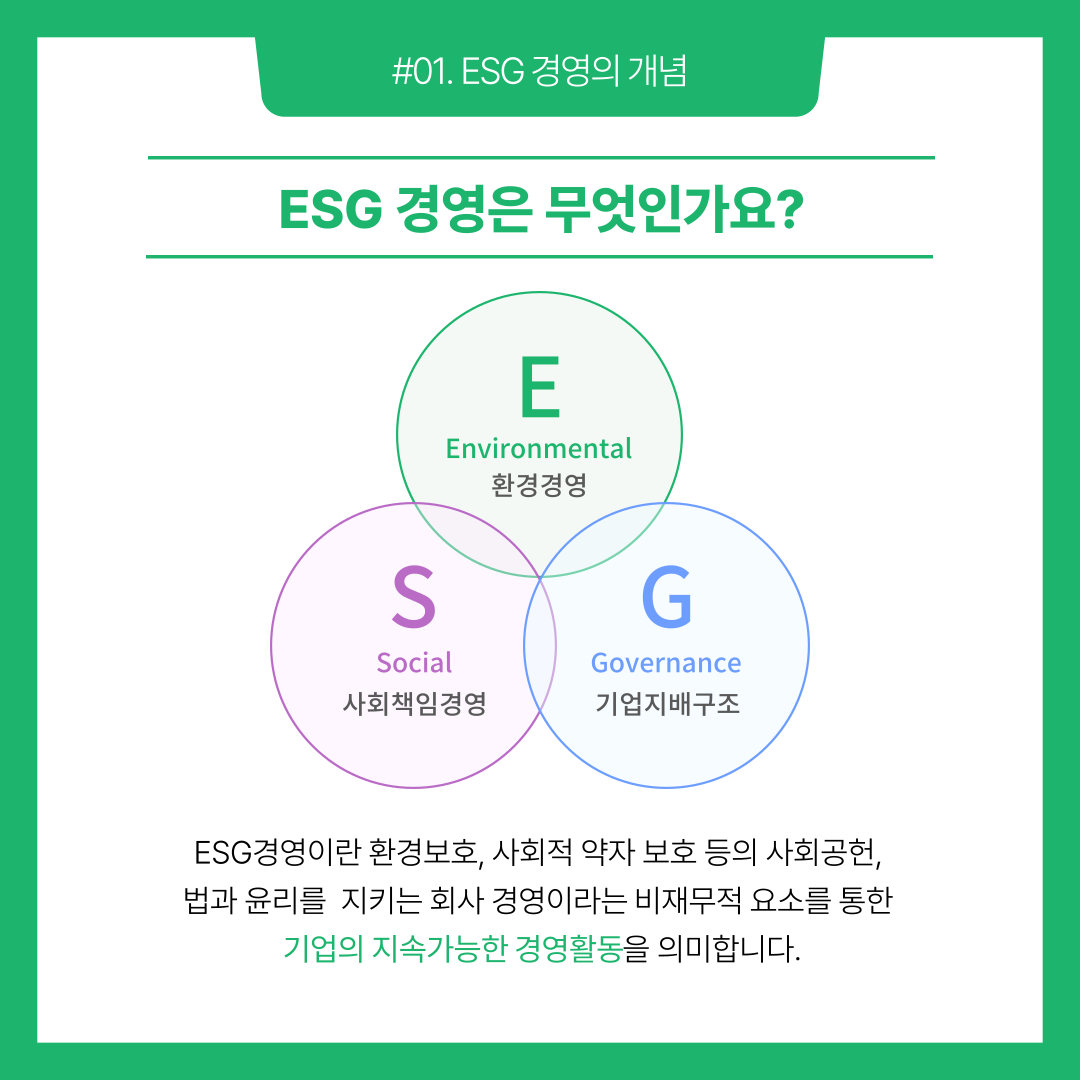 #01. ESG 경영의 개념
ESG 경영은 무엇인가요?
E
Environmental
환경경영
S
Social
사회책임경영
G
Governance
기업지배구조
ESG경영이란 환경보호, 사회적 약자 보호 등의 사회공헌,
법과 윤리를 지키는 회사 경영이라는 비재무적 요소를 통한
기업의 지속가능한 경영활동을 의미합니다.